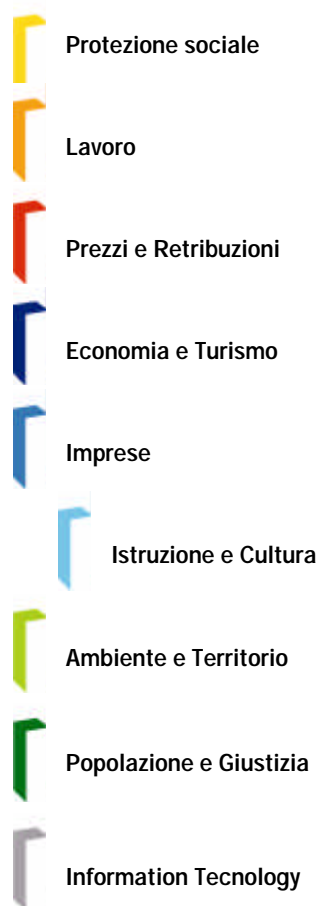 Protezione sociale
Lavoro
Prezzi e Retribuzioni
Economia e Turismo
Imprese
Istruzione e Cultura
Ambiente e Territorio
Popolazione e Giustizia
Information Tecnology